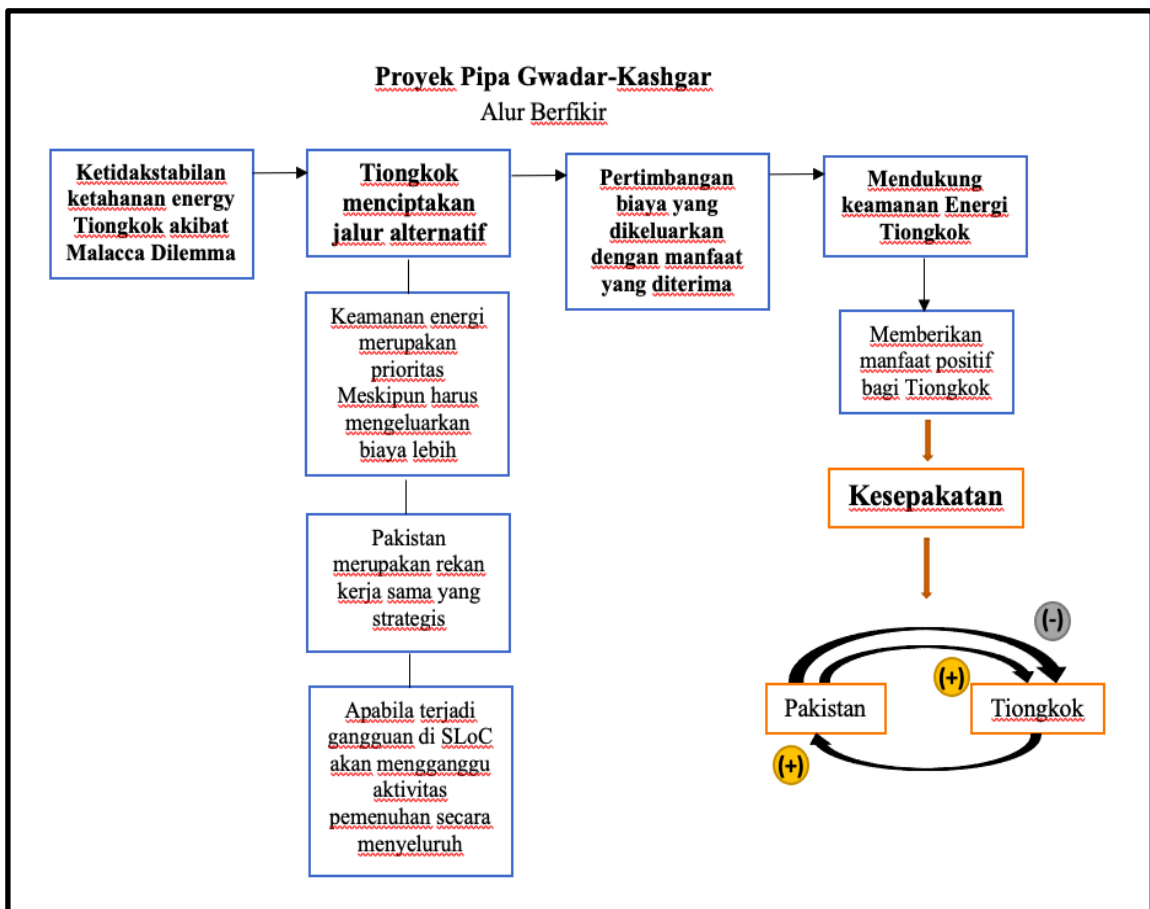 Proyek Pipa Gwadar-Kashgar
Alur Berfikir
Ketidakstabilan
ketahanan energy
Tiongkok akibat
Malacca Dilemma
Tiongkok
menciptakan
jalur alternatif
Pertimbangan
biaya yang
dikeluarkan
dengan manfaat
yang diterima
Mendukung
keamanan Energi
Tiongkok
Keamanan energi
merupakan
prioritas
Meskipun harus
mengeluarkan
biaya lebih
Pakistan
merupakan rekan
kerja sama yang
strategis
Apabila terjadi
gangguan di SLoC
akan mengganggu
aktivitas
pemenuhan secara
menyeluruh
Memberikan
manfaat positif
bagi Tiongkok
Kesepakatan
(-)
(+)
Pakistan
Tiongkok
(+)